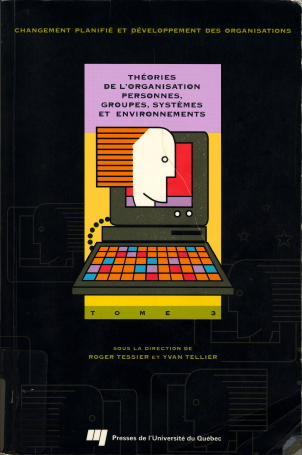 CHANGEMENT PLANIFIÉ ET DÉVELOPPEMENT DES ORGANISATIONS
THÉORIES
DE L'ORGANISATION
PERSONNES,
GROUPES, SYSTÈMES
ET ENVIRONNEMENTS
TOME 3
SOUS LA DIRECTION DE
ROGER TESSIER ET YVAN TELLIER
Presses de l'Université du Québec